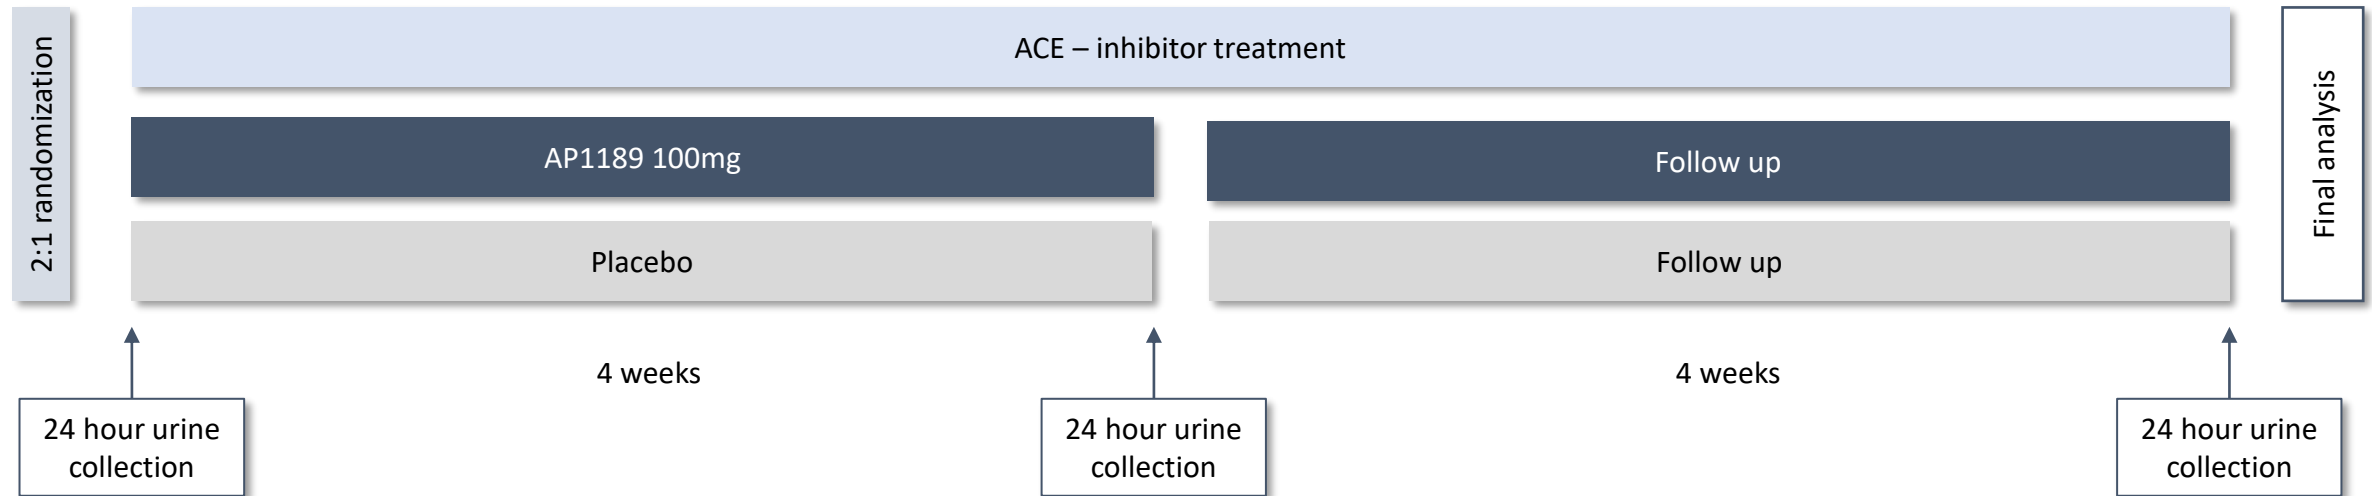 2:1 randomization
ACE – inhibitor treatment
AP1189 100mg
Follow up
Placebo
Follow up
Final analysis
4 weeks
4 weeks
24 hour urine
collection
24 hour urine
collection
24 hour urine
collection